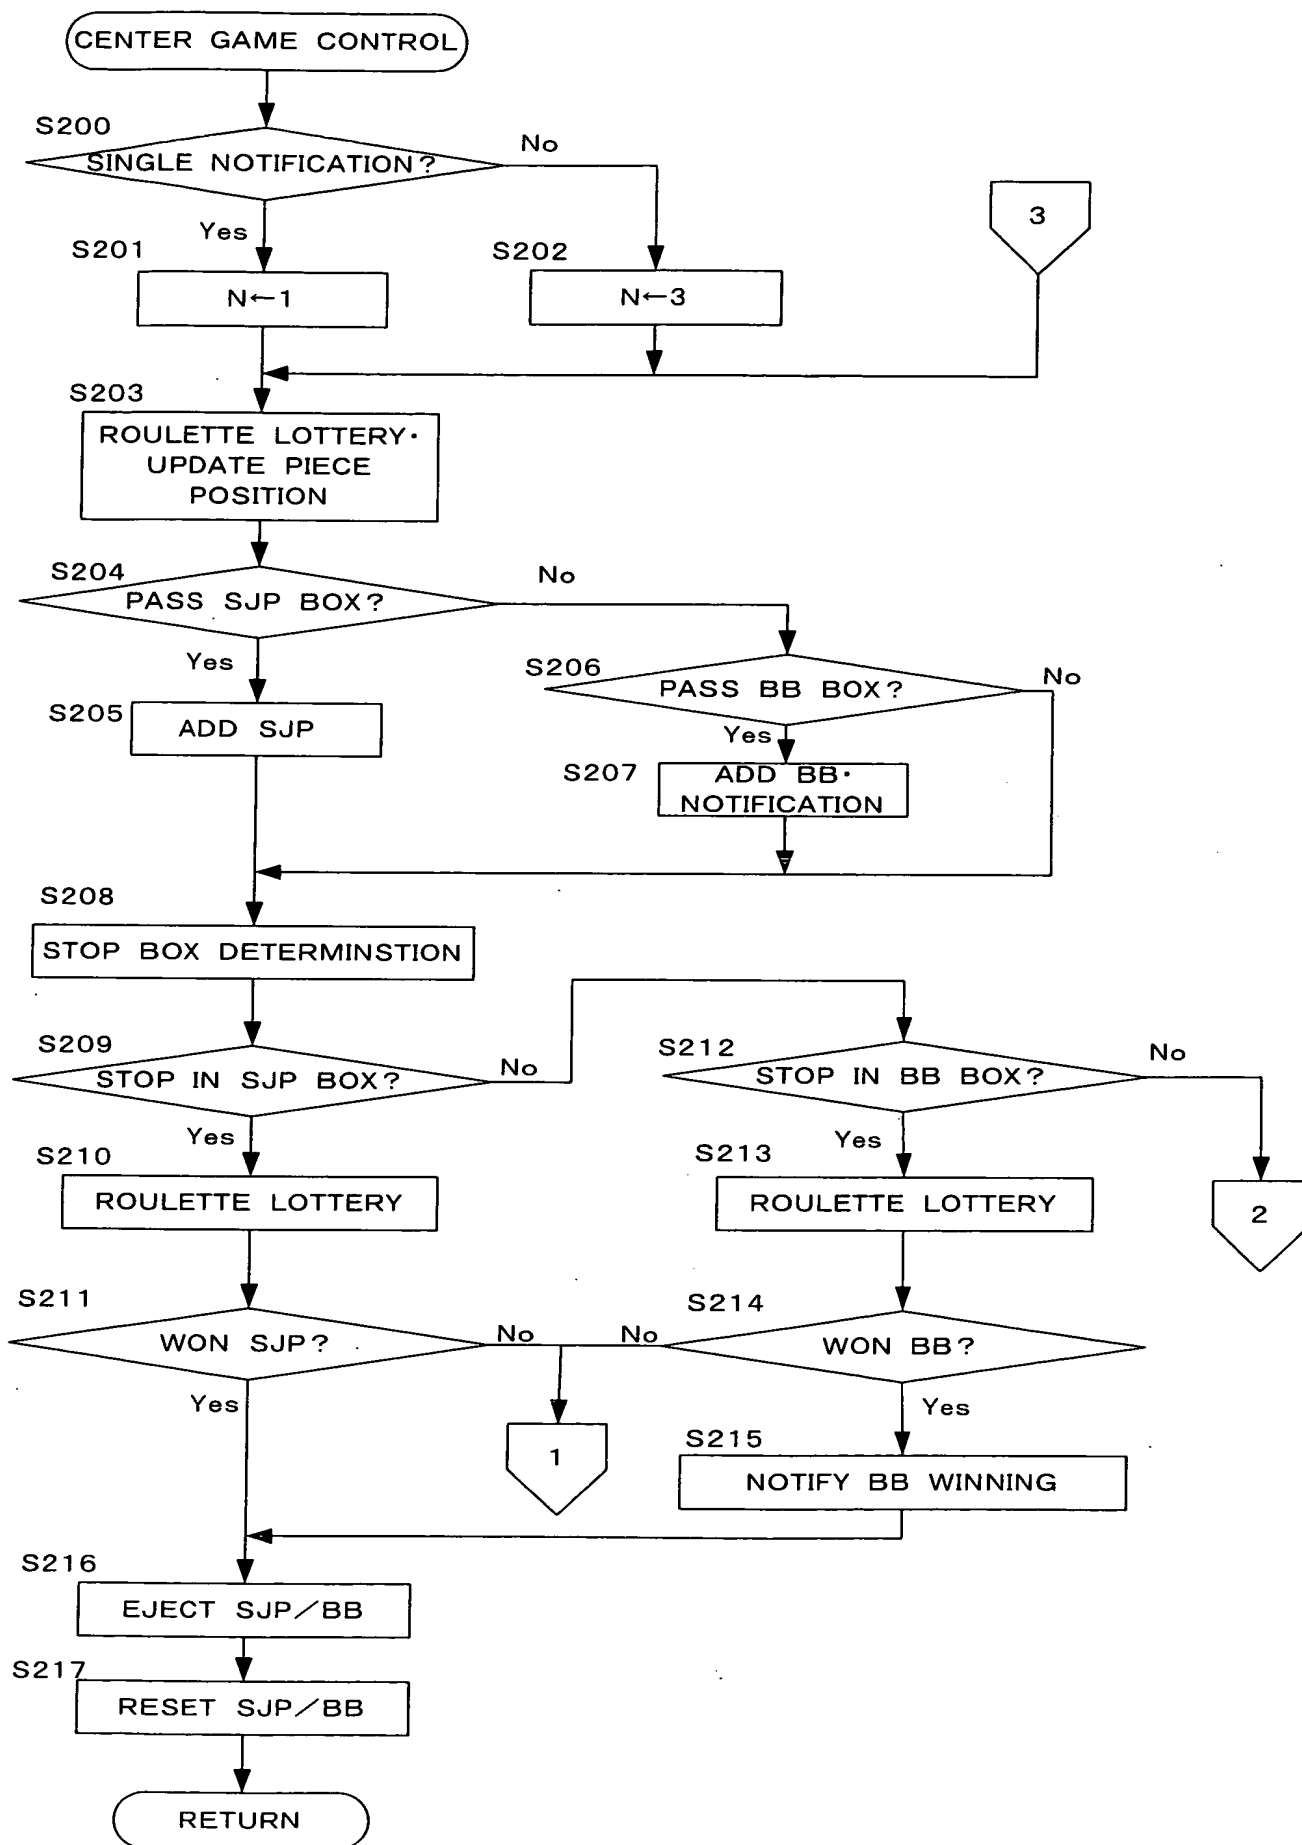 CENTER GAME CONTROL
S200
SINGLE NOTIFICATION?
No
Yes
3
S201
N←1
S202
N←3
S203
ROULETTE LOTTERY·
UPDATE PIECE
POSITION
S204
PASS SJP BOX?
No
Yes
S206
PASS BB BOX?
No
Yes
S205
ADD SJP
S207
ADD BB·
NOTIFICATION
S208
STOP BOX DETERMINSTION
S209
STOP IN SJP BOX?
No
Yes
S212
STOP IN BB BOX?
No
Yes
S210
ROULETTE LOTTERY
S213
ROULETTE LOTTERY
2
S211
WON SJP?
No
Yes
S214
No
WON BB?
Yes
1
S215
NOTIFY BB WINNING
S216
EJECT SJP/BB
S217
RESET SJP/BB
RETURN